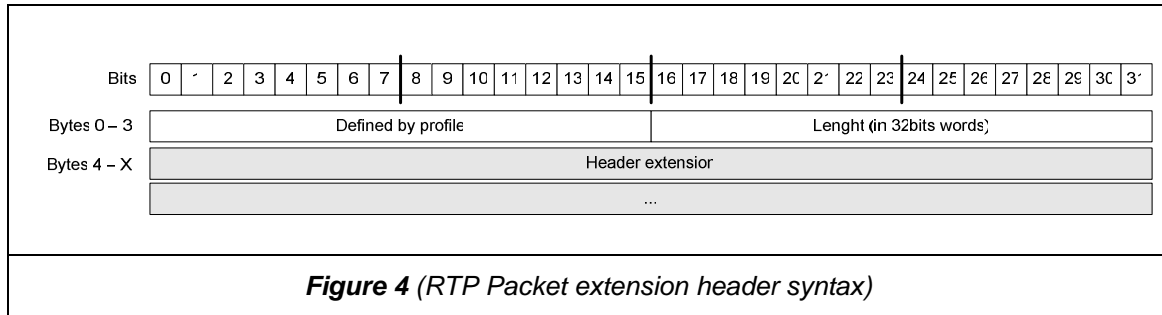 Bits 0 1 2 3 4 5 6 7 8 9 10 11 12 13 14 15 16 17 18 19 20 21 22 23 24 25 26 27 28 29 30 31
Bytes 0 – 3 Defined by profile Lenght (in 32bits words)
Bytes 4 – X Header extension
...
Figure 4 (RTP Packet extension header syntax)